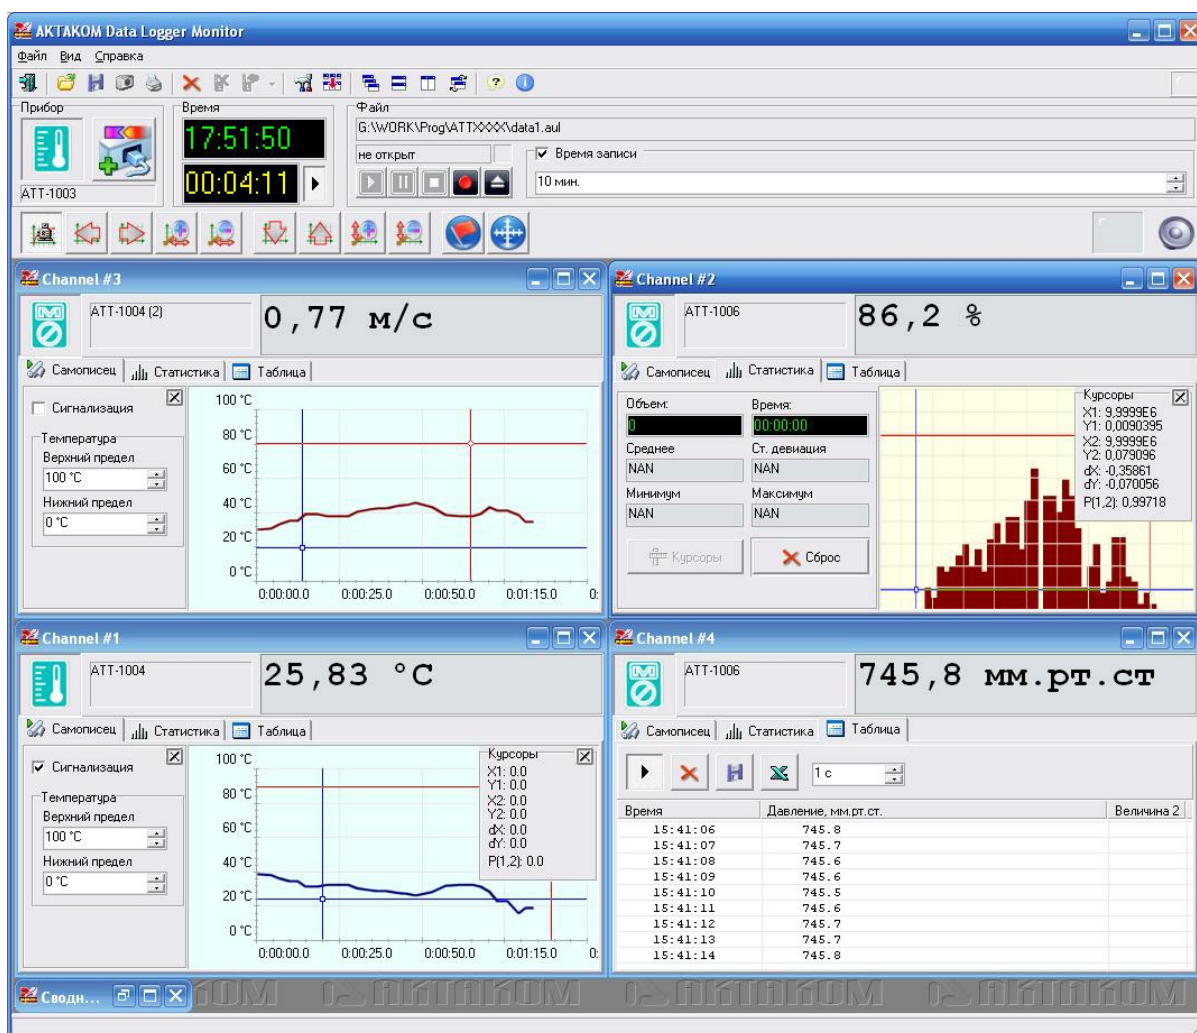 AKTAKOM Data Logger Monitor
Файл Вид Справка
Прибор
ATT-1003
Время
17:51:50
00:04:11
Файл
G:\WORK\Prog\ATTXXXX\data1.aul
не открыт
Время записи
10 мин.
Channel #3
ATT-1004 (2)
0,77 м/с
Самописец Статистика Таблица
Сигнализация
Температура
Верхний предел
100 °C
Нижний предел
0 °C
100 °C
80 °C
60 °C
40 °C
20 °C
0 °C
0:00:00.0 0:00:25.0 0:00:50.0 0:01:15.0 0:
Channel #2
ATT-1006
86,2 %
Самописец Статистика Таблица
Объем: Время:
0 00:00:00
Среднее Ст. девиация
NAN NAN
Минимум Максимум
NAN NAN
Курсоры Сброс
Курсоры
X1: 9,9999E6
Y1: 0,0090395
X2: 9,9999E6
Y2: 0,079096
dX: -0,35861
dY: -0,070056
P(1,2): 0,99718
Channel #1
ATT-1004
25,83 °C
Самописец Статистика Таблица
Сигнализация
Температура
Верхний предел
100 °C
Нижний предел
0 °C
100 °C
80 °C
60 °C
40 °C
20 °C
0 °C
0:00:00.0 0:00:25.0 0:00:50.0 0:01:15.0 0:
Курсоры
X1: 0.0
Y1: 0.0
X2: 0.0
Y2: 0.0
dX: 0.0
dY: 0.0
P(1,2): 0.0
Channel #4
ATT-1006
745,8 мм.рт.ст
Самописец Статистика Таблица
1 с
Время Давление, мм.рт.ст. Величина 2
15:41:06 745.8
15:41:07 745.7
15:41:08 745.6
15:41:09 745.6
15:41:10 745.5
15:41:11 745.6
15:41:12 745.7
15:41:13 745.7
15:41:14 745.8
Сводн...
AKTAKOM AKTAKOM AKTAKOM